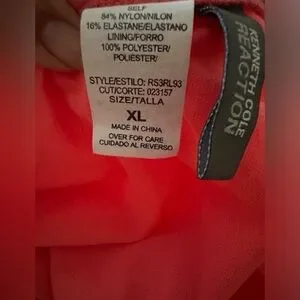 SELF
84% NYLON/NILON
16% ELASTANE/ELASTANO
LINING/FORRO
100% POLYESTER/
POLIÉSTER/
STYLE/ESTILO: RS3RL93
CUT/CORTE: 023157
SIZE/TALLA
XL
MADE IN CHINA
OVER FOR CARE
CUIDADO AL REVERSO
KENNETH COLE
REACTION